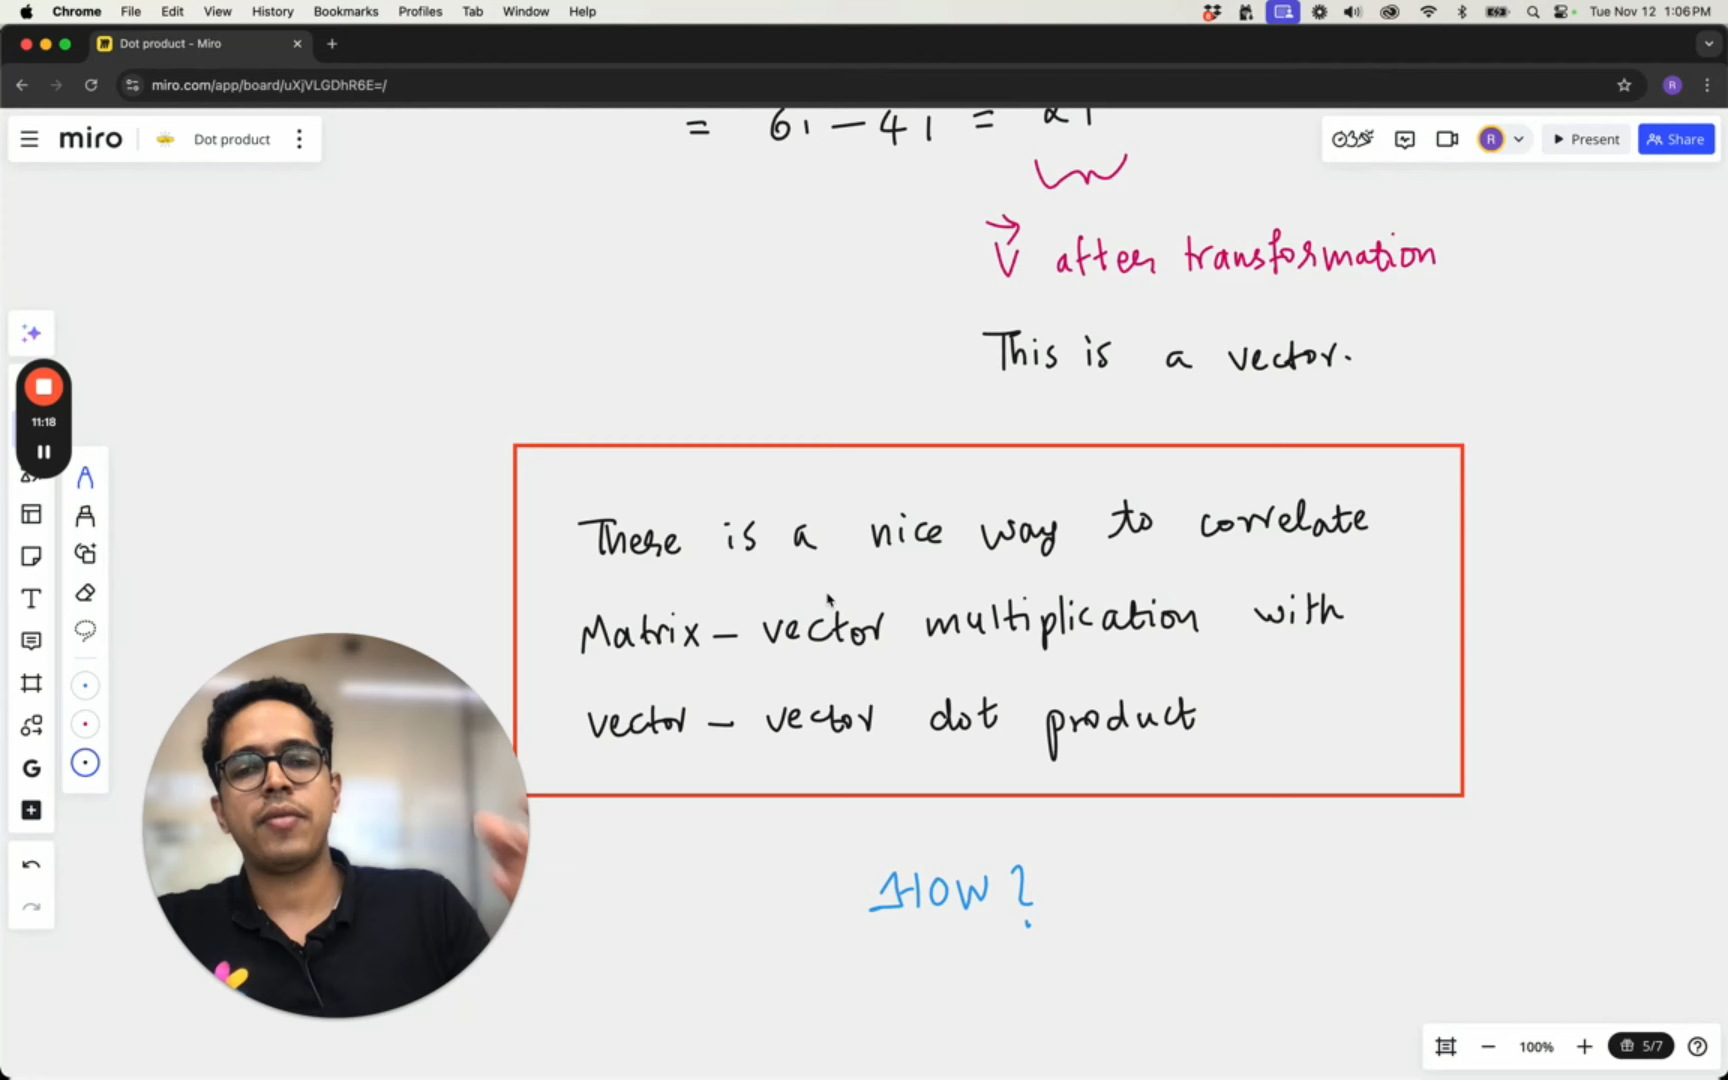 Chrome File Edit View History Bookmarks Profiles Tab Window Help Tue Nov 12 1:06 PM
Dot product - Miro
miro.com/app/board/uXjVLGDhR6E=/ R
miro Dot product R Present Share
v after transformation
This is a vector.
11:18
There is a nice way to correlate
Matrix - vector multiplication with
vector - vector dot product
How?
100% 5/7